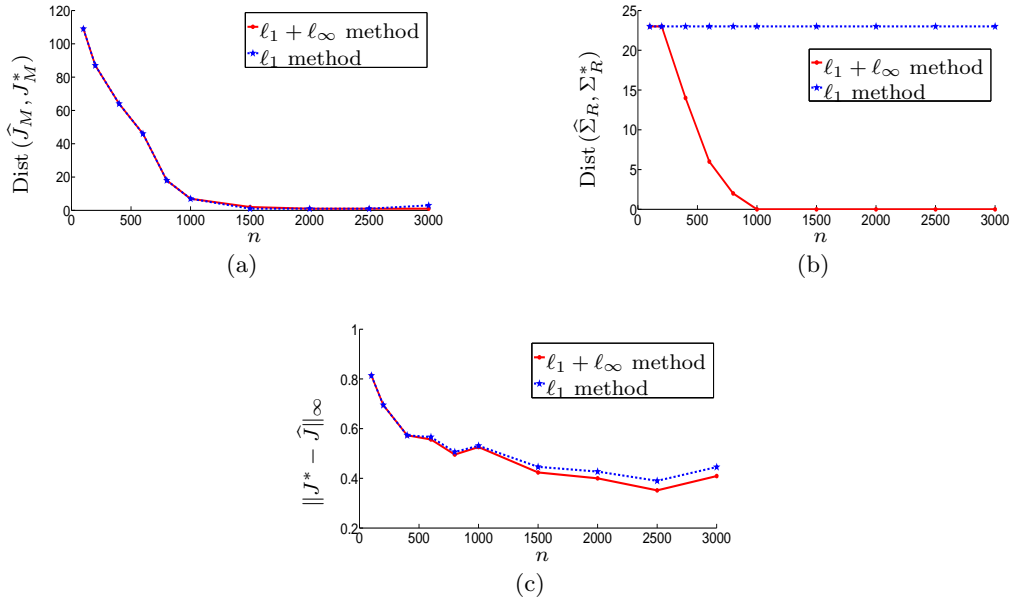 120
100
80
60
40
20
0
Dist (Ĵ_M, J*_M)
ℓ₁ + ℓ∞ method
ℓ₁ method
500 1000 1500 2000 2500 3000
n
(a)
25
20
15
10
5
0
Dist (Σ̂_R, Σ*_R)
ℓ₁ + ℓ∞ method
ℓ₁ method
0 500 1000 1500 2000 2500 3000
n
(b)
1
0.8
0.6
0.4
0.2
‖J* − Ĵ‖∞
ℓ₁ + ℓ∞ method
ℓ₁ method
0 500 1000 1500 2000 2500 3000
n
(c)